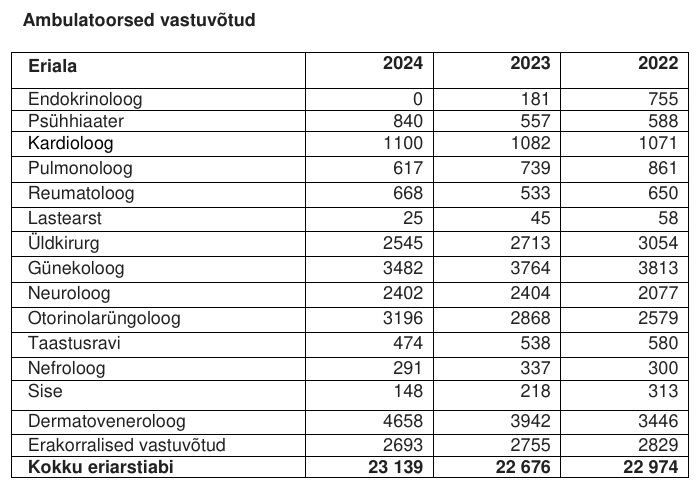 Ambulatoorsed vastuvõtud
Eriala 2024 2023 2022
Endokrinoloog 0 181 755
Psühhiaater 840 557 588
Kardioloog 1100 1082 1071
Pulmonoloog 617 739 861
Reumatoloog 668 533 650
Lastearst 25 45 58
Üldkirurg 2545 2713 3054
Günekoloog 3482 3764 3813
Neuroloog 2402 2404 2077
Otorinolarüngoloog 3196 2868 2579
Taastusravi 474 538 580
Nefroloog 291 337 300
Sise 148 218 313
Dermatoveneroloog 4658 3942 3446
Erakorralised vastuvõtud 2693 2755 2829
Kokku eriarstiabi 23 139 22 676 22 974